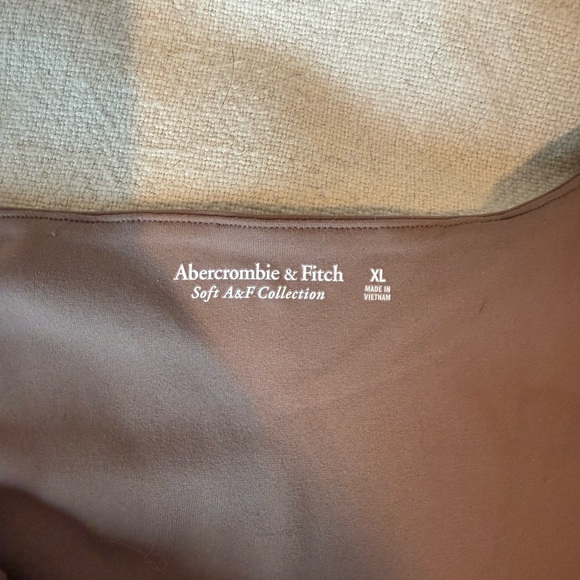 Abercrombie & Fitch
Soft A&F Collection
XL
MADE IN
VIETNAM